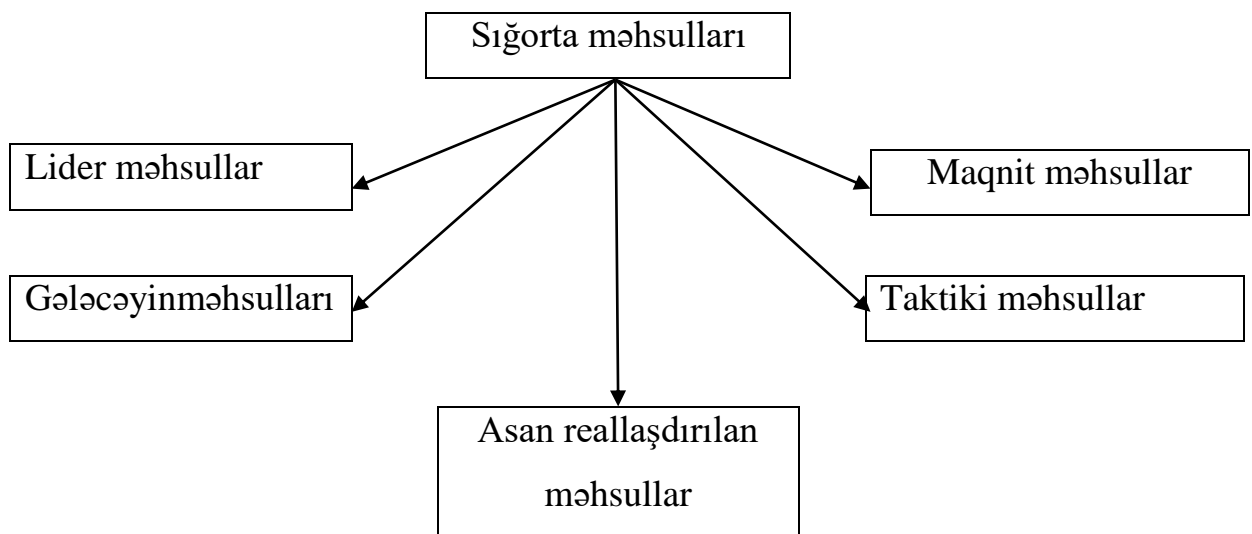 Sığorta məhsulları
Lider məhsullar
Maqnit məhsullar
Gələcəyinməhsulları
Taktiki məhsullar
Asan reallaşdırılan
məhsullar